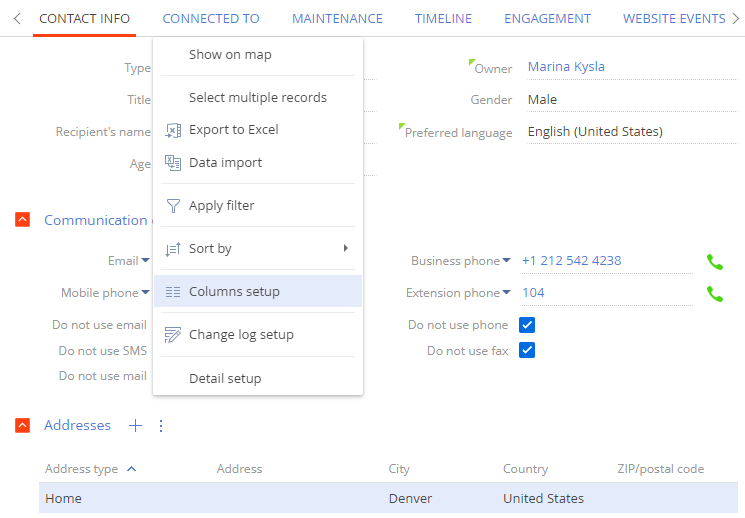 CONTACT INFO CONNECTED TO MAINTENANCE TIMELINE ENGAGEMENT WEBSITE EVENTS
Show on map
Type
Owner Marina Kysla
Select multiple records
Title
Gender Male
Export to Excel
Recipient's name
Preferred language English (United States)
Data import
Age
Apply filter
Communication
Sort by
Email
Business phone +1 212 542 4238
Columns setup
Mobile phone
Extension phone 104
Do not use email
Do not use phone
Change log setup
Do not use SMS
Do not use fax
Do not use mail
Detail setup
Addresses
Address type Address City Country ZIP/postal code
Home Denver United States